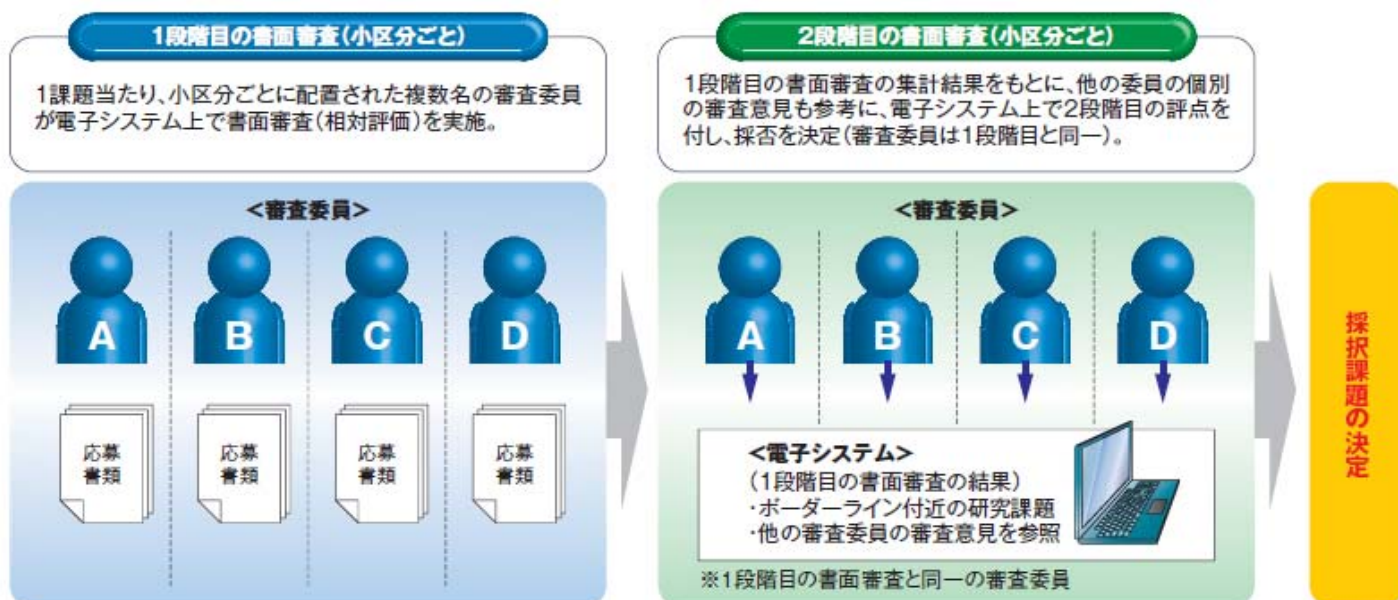 1段階目の書面審査(小区分ごと)
1課題当たり、小区分ごとに配置された複数名の審査委員
が電子システム上で書面審査(相対評価)を実施。
<審査委員>
A
B
C
D
応募
書類
応募
書類
応募
書類
応募
書類
2段階目の書面審査(小区分ごと)
1段階目の書面審査の集計結果をもとに、他の委員の個別
の審査意見も参考に、電子システム上で2段階目の評点を
付し、採否を決定(審査委員は1段階目と同一)。
<審査委員>
A
B
C
D
<電子システム>
(1段階目の書面審査の結果)
・ボーダーライン付近の研究課題
・他の審査委員の審査意見を参照
※1段階目の書面審査と同一の審査委員
採択課題の決定